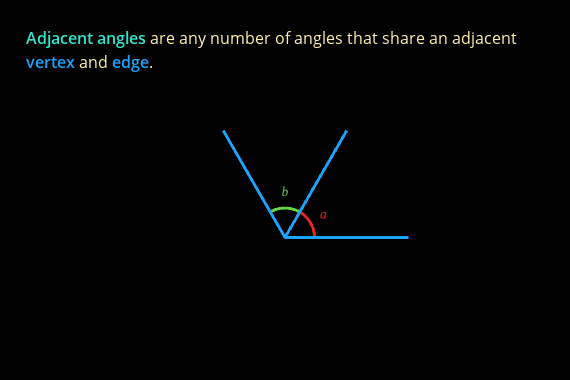 Adjacent angles are any number of angles that share an adjacent
vertex and edge.
b
a